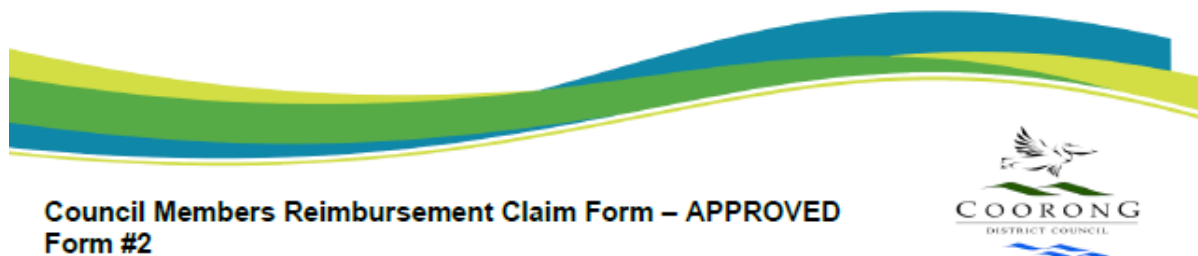 Council Members Reimbursement Claim Form – APPROVED
Form #2
COORONG
DISTRICT COUNCIL